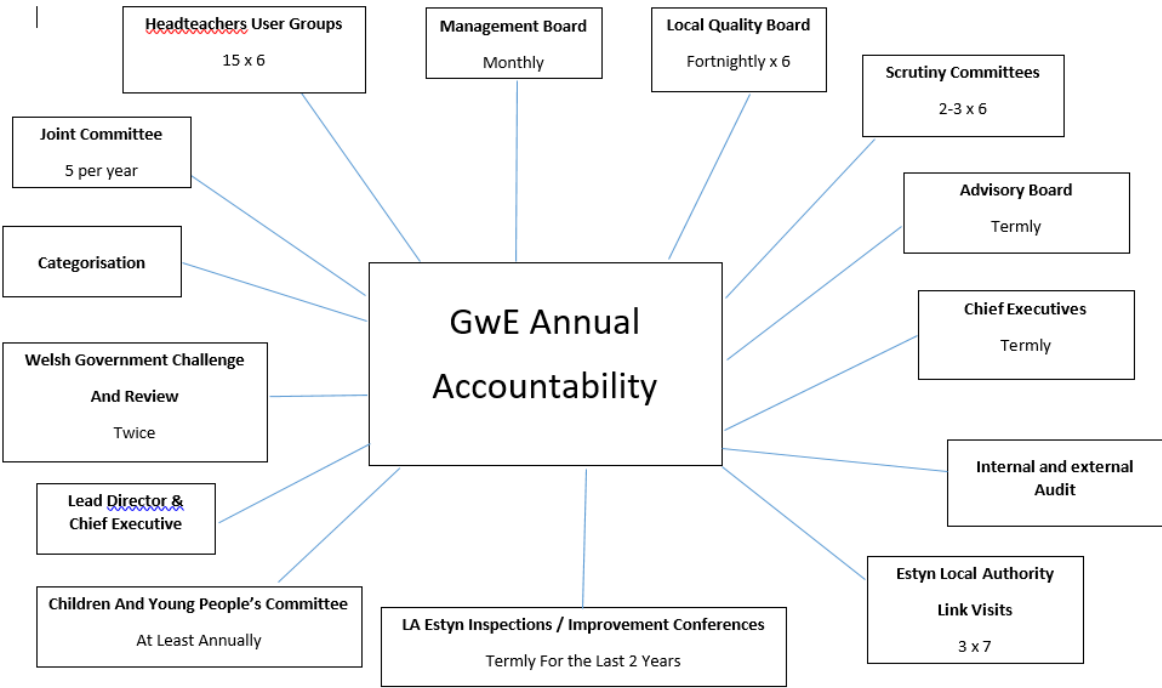 Headteachers User Groups
15 x 6
Management Board
Monthly
Local Quality Board
Fortnightly x 6
Scrutiny Committees
2-3 x 6
Joint Committee
5 per year
Advisory Board
Termly
Categorisation
GwE Annual
Accountability
Chief Executives
Termly
Welsh Government Challenge
And Review
Twice
Internal and external
Audit
Lead Director &
Chief Executive
Estyn Local Authority
Link Visits
3 x 7
Children And Young People's Committee
At Least Annually
LA Estyn Inspections / Improvement Conferences
Termly For the Last 2 Years